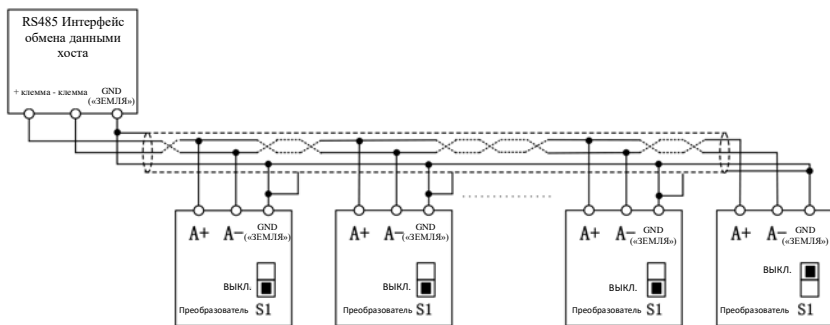 RS485 Интерфейс
обмена данными
хоста
+ клемма - клемма GND
(«ЗЕМЛЯ»)
A+ A- GND
(«ЗЕМЛЯ»)
ВЫКЛ.
Преобразователь S1
A+ A- GND
(«ЗЕМЛЯ»)
ВЫКЛ.
Преобразователь S1
A+ A- GND
(«ЗЕМЛЯ»)
ВЫКЛ.
Преобразователь S1
A+ A- GND
(«ЗЕМЛЯ»)
ВЫКЛ.
Преобразователь S1